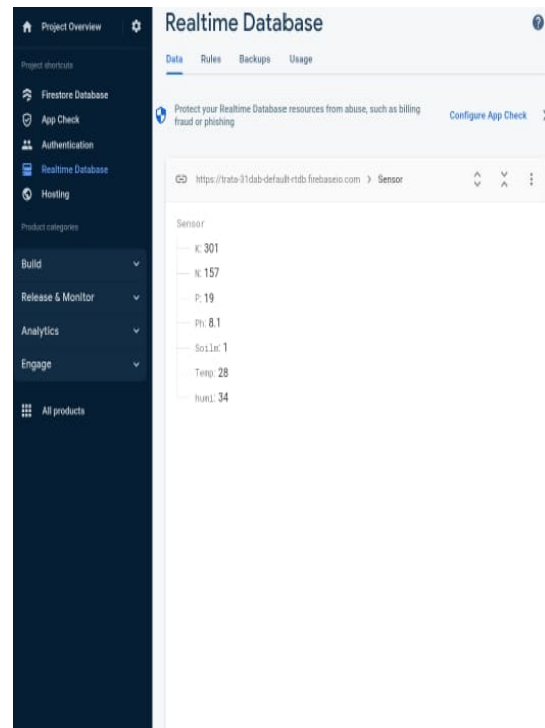 Project Overview
Project shortcuts
Firestore Database
App Check
Authentication
Realtime Database
Hosting
Product categories
Build
Release & Monitor
Analytics
Engage
All products
Realtime Database
Data Rules Backups Usage
Protect your Realtime Database resources from abuse, such as billing
fraud or phishing
Configure App Check
https://trata-31dab-default-rtdb.firebaseio.com > Sensor
Sensor
K: 301
N: 157
P: 19
Ph: 8.1
Soilm: 1
Temp: 28
humi: 34